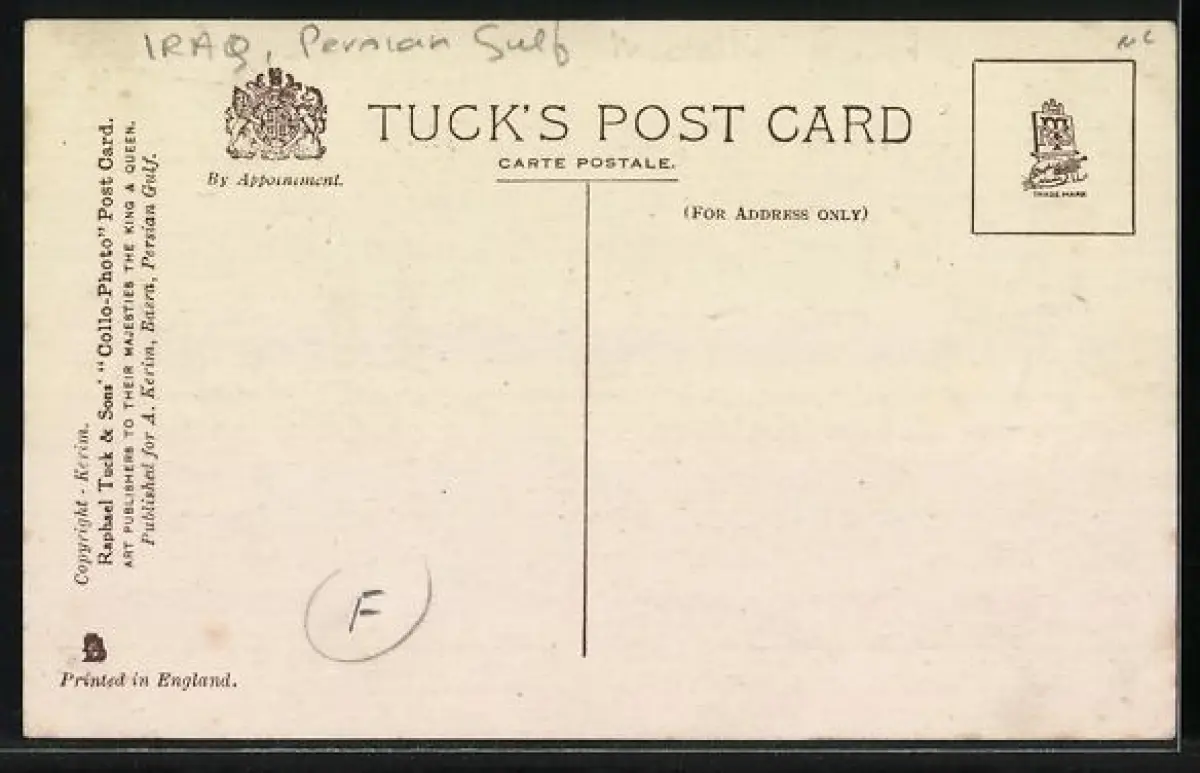 IRAQ, Persian Gulf
TUCK'S POST CARD
CARTE POSTALE.
By Appointment.
(FOR ADDRESS ONLY)
TRADE MARK
Copyright - Kerim.
Raphael Tuck & Sons' "Collo-Photo" Post Card.
ART PUBLISHERS TO THEIR MAJESTIES THE KING & QUEEN.
Published for A. Kerim, Basra, Persian Gulf.
F
Printed in England.